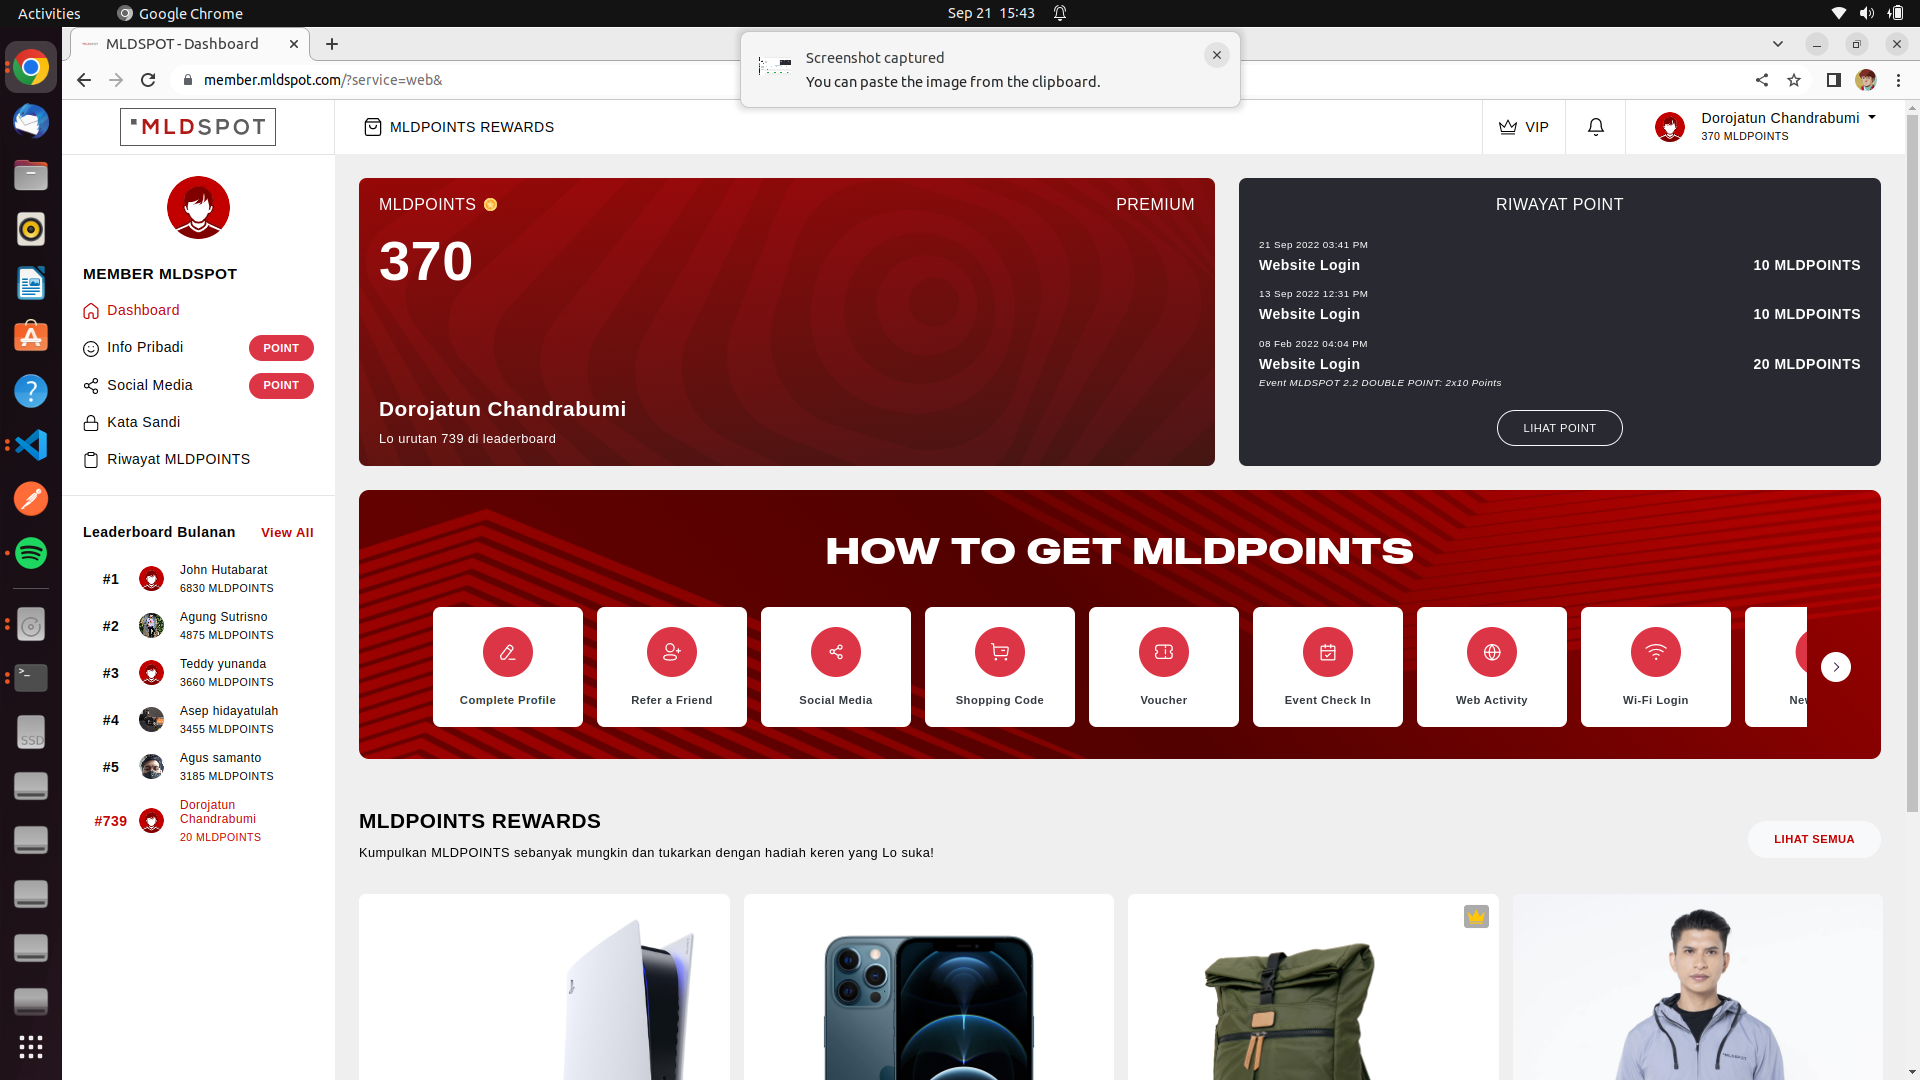 Activities
Google Chrome
Sep 21 15:43
MLDSPOT - Dashboard
Screenshot captured
You can paste the image from the clipboard.
member.mldspot.com/?service=web&
MLDSPOT
MLDPOINTS REWARDS
VIP
Dorojatun Chandrabumi
370 MLDPOINTS
MEMBER MLDSPOT
Dashboard
Info Pribadi
POINT
Social Media
POINT
Kata Sandi
Riwayat MLDPOINTS
Leaderboard Bulanan
View All
#1
John Hutabarat
6830 MLDPOINTS
#2
Agung Sutrisno
4875 MLDPOINTS
#3
Teddy yunanda
3660 MLDPOINTS
#4
Asep hidayatulah
3455 MLDPOINTS
#5
Agus samanto
3185 MLDPOINTS
#739
Dorojatun
Chandrabumi
20 MLDPOINTS
MLDPOINTS
PREMIUM
370
Dorojatun Chandrabumi
Lo urutan 739 di leaderboard
RIWAYAT POINT
21 Sep 2022 03:41 PM
Website Login
10 MLDPOINTS
13 Sep 2022 12:31 PM
Website Login
10 MLDPOINTS
08 Feb 2022 04:04 PM
Website Login
20 MLDPOINTS
Event MLDSPOT 2.2 DOUBLE POINT: 2x10 Points
LIHAT POINT
HOW TO GET MLDPOINTS
Complete Profile
Refer a Friend
Social Media
Shopping Code
Voucher
Event Check In
Web Activity
Wi-Fi Login
MLDPOINTS REWARDS
Kumpulkan MLDPOINTS sebanyak mungkin dan tukarkan dengan hadiah keren yang Lo suka!
LIHAT SEMUA
SSD